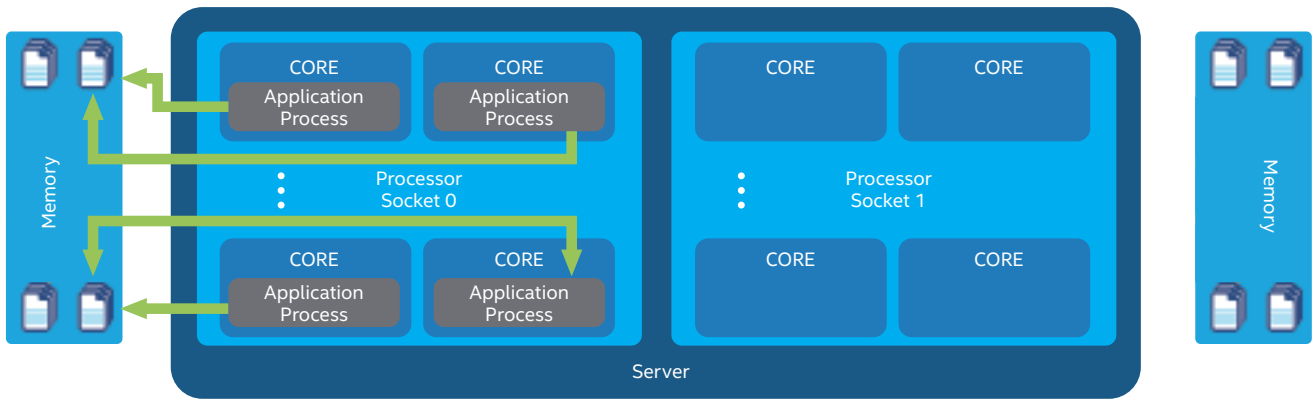 CORE
Application
Process
CORE
Application
Process
CORE
CORE
Memory
Processor
Socket 0
Processor
Socket 1
Memory
CORE
Application
Process
CORE
Application
Process
CORE
CORE
Server